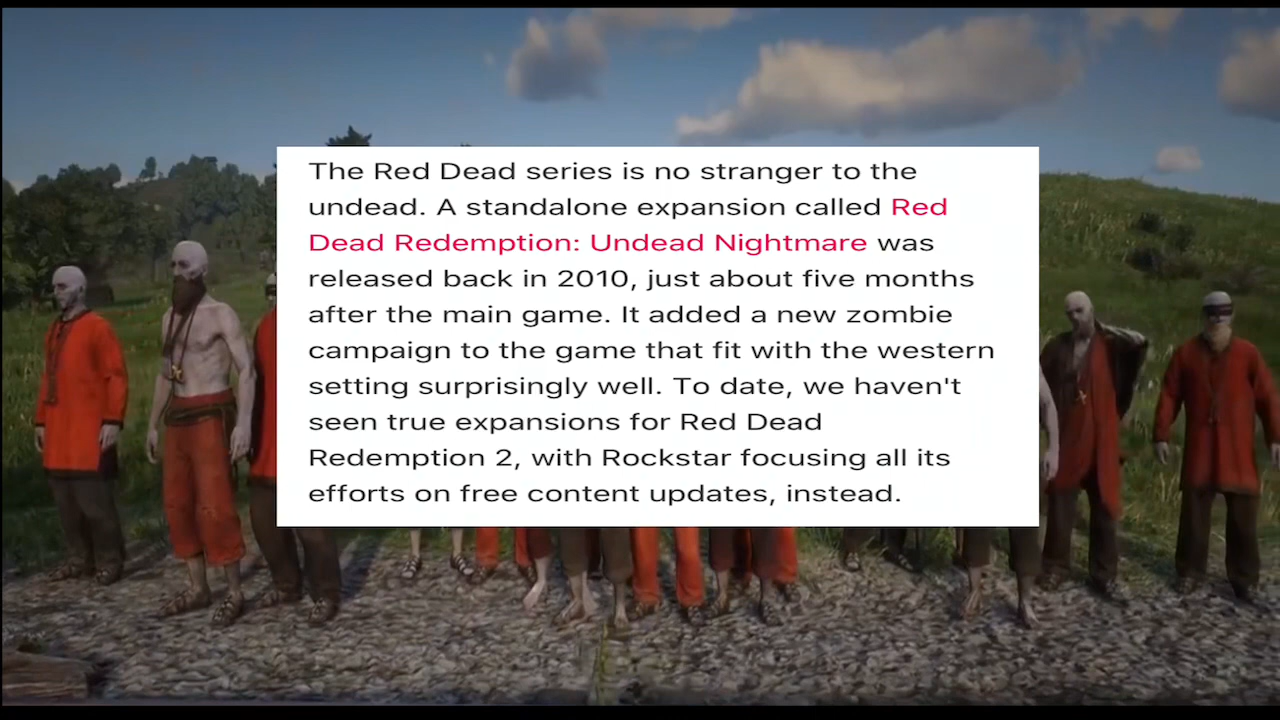 The Red Dead series is no stranger to the
undead. A standalone expansion called Red
Dead Redemption: Undead Nightmare was
released back in 2010, just about five months
after the main game. It added a new zombie
campaign to the game that fit with the western
setting surprisingly well. To date, we haven't
seen true expansions for Red Dead
Redemption 2, with Rockstar focusing all its
efforts on free content updates, instead.